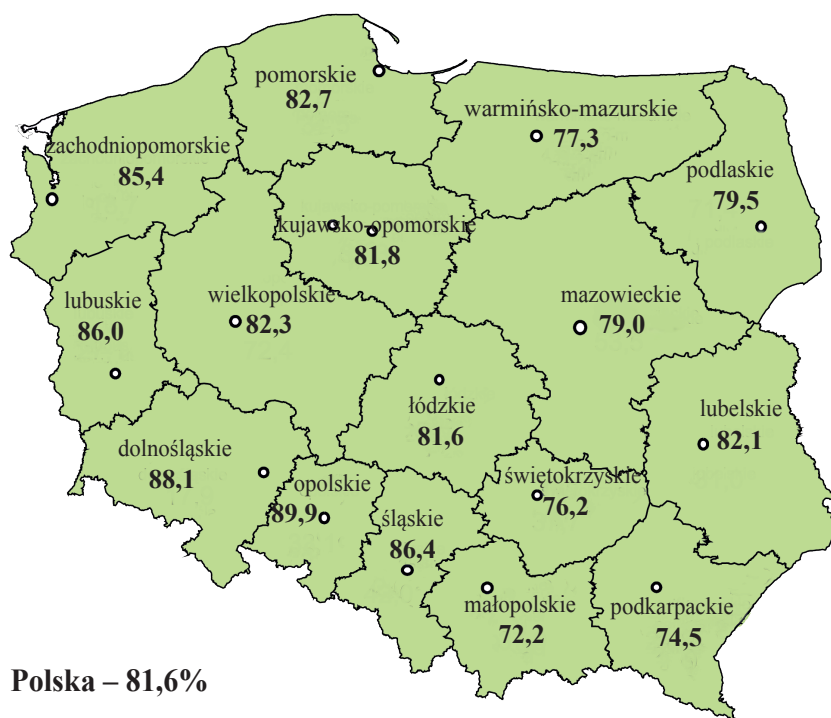 pomorskie
82,7
warmińsko-mazurskie
77,3
zachodniopomorskie
85,4
podlaskie
79,5
kujawsko-opomorskie
81,8
lubuskie
86,0
wielkopolskie
82,3
mazowieckie
79,0
łódzkie
81,6
lubelskie
82,1
dolnośląskie
88,1
opolskie
89,9
śląskie
86,4
świętokrzyskie
76,2
małopolskie
72,2
podkarpackie
74,5
Polska – 81,6%